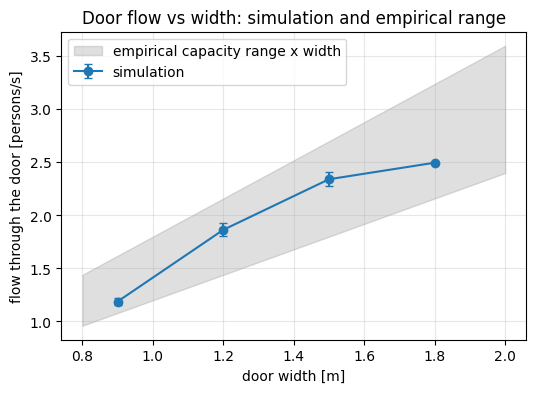 Door flow vs width: simulation and empirical range
empirical capacity range x width
simulation
flow through the door [persons/s]
3.5
3.0
2.5
2.0
1.5
1.0
0.8
1.0
1.2
1.4
1.6
1.8
2.0
door width [m]